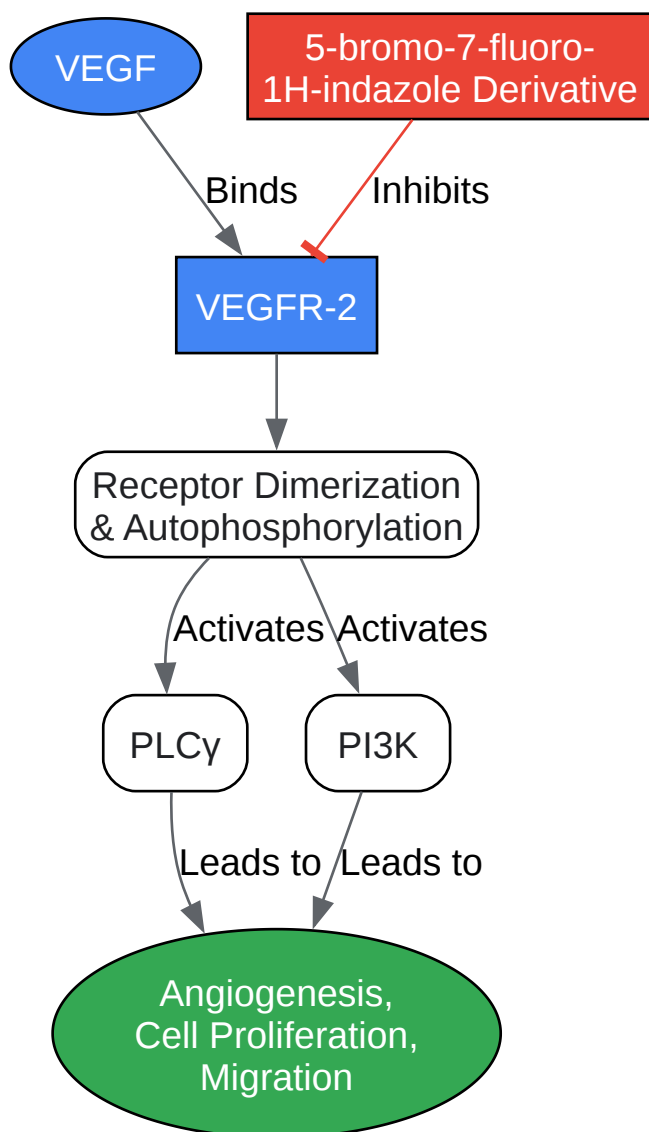 VEGF
5-bromo-7-fluoro-
1H-indazole Derivative
Binds
Inhibits
VEGFR-2
Receptor Dimerization
& Autophosphorylation
Activates
Activates
PLCγ
PI3K
Leads to
Leads to
Angiogenesis,
Cell Proliferation,
Migration